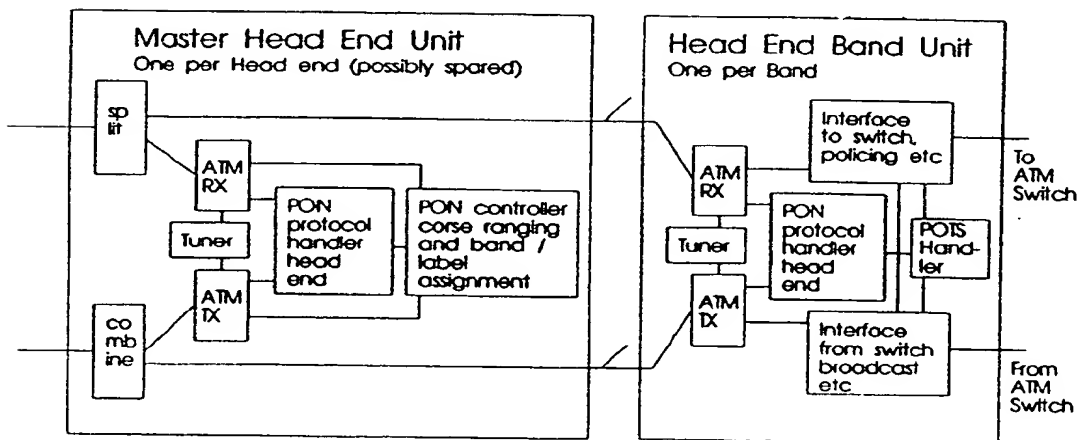 Master Head End Unit
One per Head end (possibly spared)
sp
lit
ATM
RX
Tuner
ATM
TX
co
mb
ine
PON
protocol
handler
head
end
PON controller
corse ranging
and band /
label
assignment
Head End Band Unit
One per Band
ATM
RX
Tuner
ATM
TX
PON
protocol
handler
head
end
Interface
to switch,
policing etc
POTS
Hand-
ler
Interface
from switch
broadcast
etc
To
ATM
Switch
From
ATM
Switch